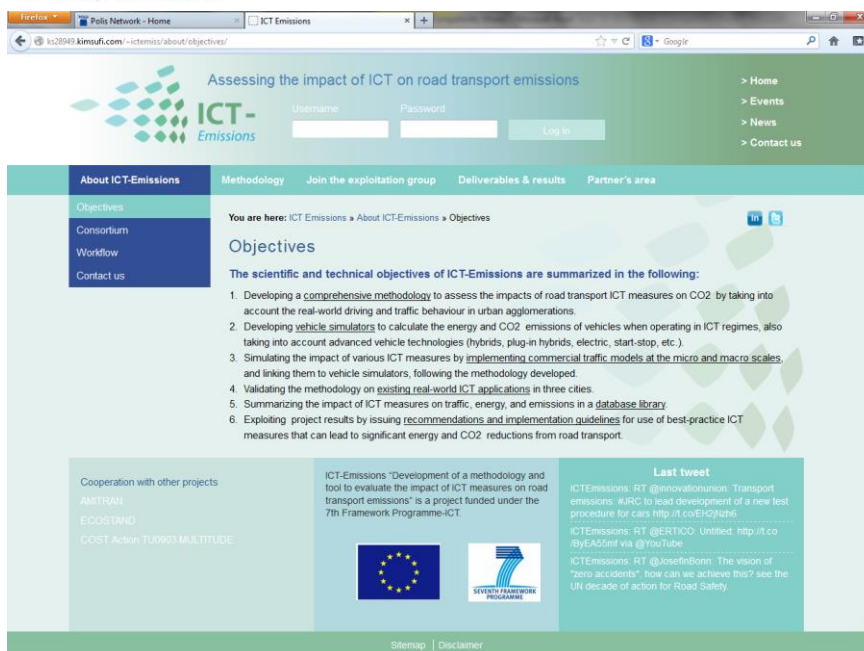 Firefox
Polis Network - Home
ICT Emissions
ks28949.kimsufi.com/~ictemiss/about/objectives/
Google
Assessing the impact of ICT on road transport emissions
ICT-
Emissions
Username
Password
Log in
> Home
> Events
> News
> Contact us
About ICT-Emissions
Methodology
Join the exploitation group
Deliverables & results
Partner's area
Objectives
Consortium
Workflow
Contact us
You are here: ICT Emissions » About ICT-Emissions » Objectives
in
Objectives
The scientific and technical objectives of ICT-Emissions are summarized in the following:
1. Developing a comprehensive methodology to assess the impacts of road transport ICT measures on CO2 by taking into
account the real-world driving and traffic behaviour in urban agglomerations.
2. Developing vehicle simulators to calculate the energy and CO2 emissions of vehicles when operating in ICT regimes, also
taking into account advanced vehicle technologies (hybrids, plug-in hybrids, electric, start-stop, etc.).
3. Simulating the impact of various ICT measures by implementing commercial traffic models at the micro and macro scales,
and linking them to vehicle simulators, following the methodology developed.
4. Validating the methodology on existing real-world ICT applications in three cities.
5. Summarizing the impact of ICT measures on traffic, energy, and emissions in a database library.
6. Exploiting project results by issuing recommendations and implementation guidelines for use of best-practice ICT
measures that can lead to significant energy and CO2 reductions from road transport.
Cooperation with other projects
AMITRAN
ECOSTAND
COST Action TU0903 MULTITUDE
ICT-Emissions "Development of a methodology and
tool to evaluate the impact of ICT measures on road
transport emissions" is a project funded under the
7th Framework Programme-ICT.
SEVENTH FRAMEWORK
PROGRAMME
Last tweet
ICTEmissions: RT @innovationunion: Transport
emissions: #JRC to lead development of a new test
procedure for cars http://t.co/EH2jNzh6
ICTEmissions: RT @ERTICO: Untitled: http://t.co
/ByEA55mf via @YouTube
ICTEmissions: RT @JosefinBonn: The vision of
"zero accidents", how can we achieve this? see the
UN decade of action for Road Safety.
Sitemap | Disclaimer